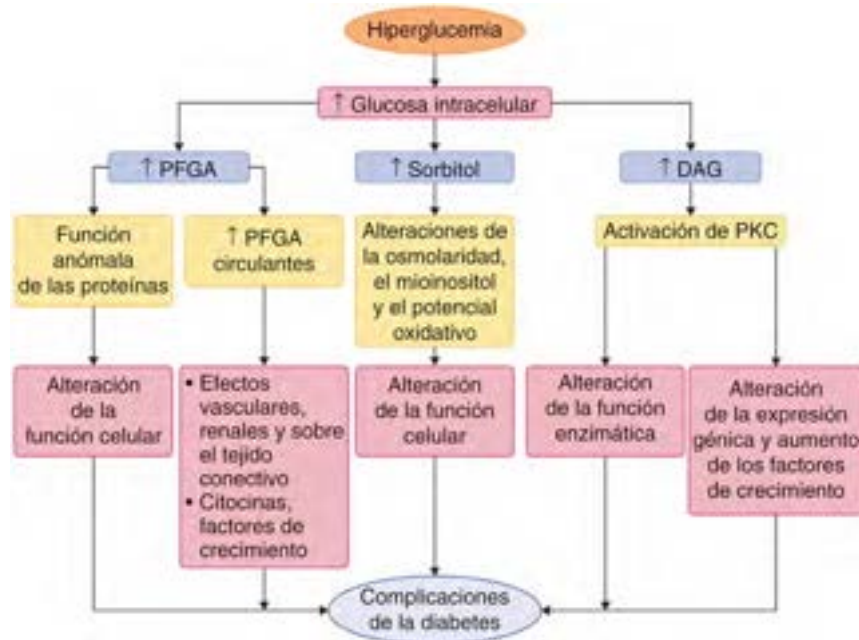 Hiperglucemia
↑ Glucosa intracelular
↑ PFGA
↑ Sorbitol
↑ DAG
Función
anómala
de las proteínas
↑ PFGA
circulantes
Alteraciones de
la osmolaridad,
el mioinositol
y el potencial
oxidativo
Activación de PKC
Alteración
de la
función celular
• Efectos
vasculares,
renales y sobre
el tejido
conectivo
• Citocinas,
factores de
crecimiento
Alteración
de la función
celular
Alteración
de la función
enzimática
Alteración
de la expresión
génica y aumento
de los factores
de crecimiento
Complicaciones
de la diabetes